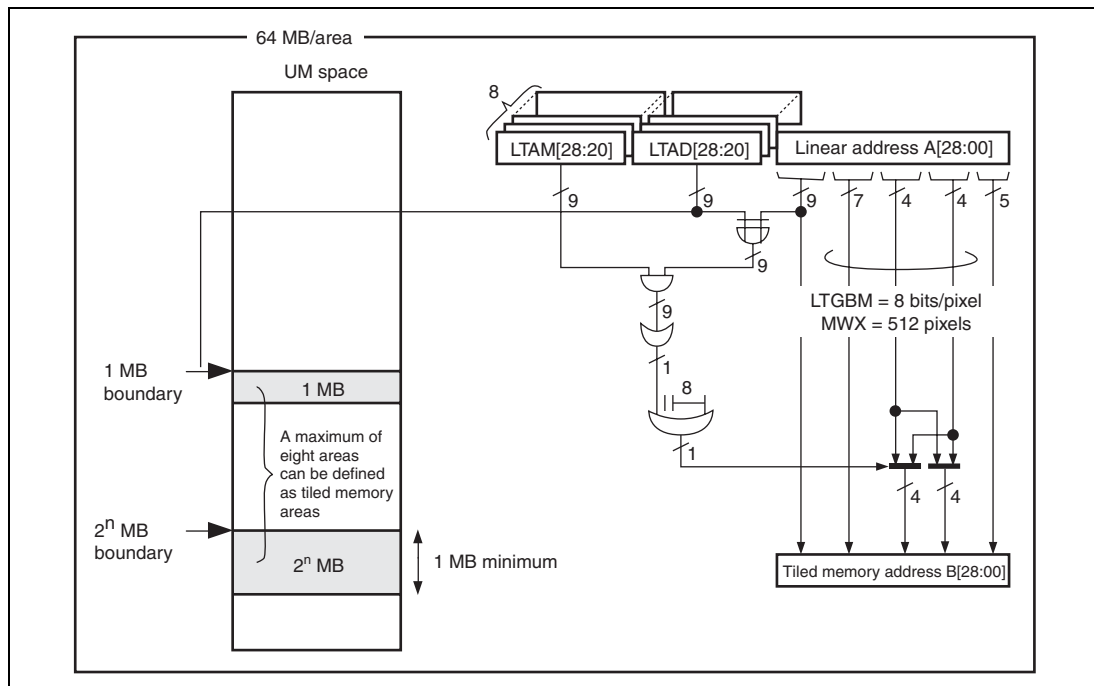 64 MB/area
UM space
8
LTAM[28:20]
LTAD[28:20]
Linear address A[28:00]
9
9
9
7
4
4
5
9
LTGBM = 8 bits/pixel
MWX = 512 pixels
9
1
8
1
1 MB
boundary
1 MB
A maximum of
eight areas
can be defined
as tiled memory
areas
4
4
2n MB
boundary
2n MB
1 MB minimum
Tiled memory address B[28:00]